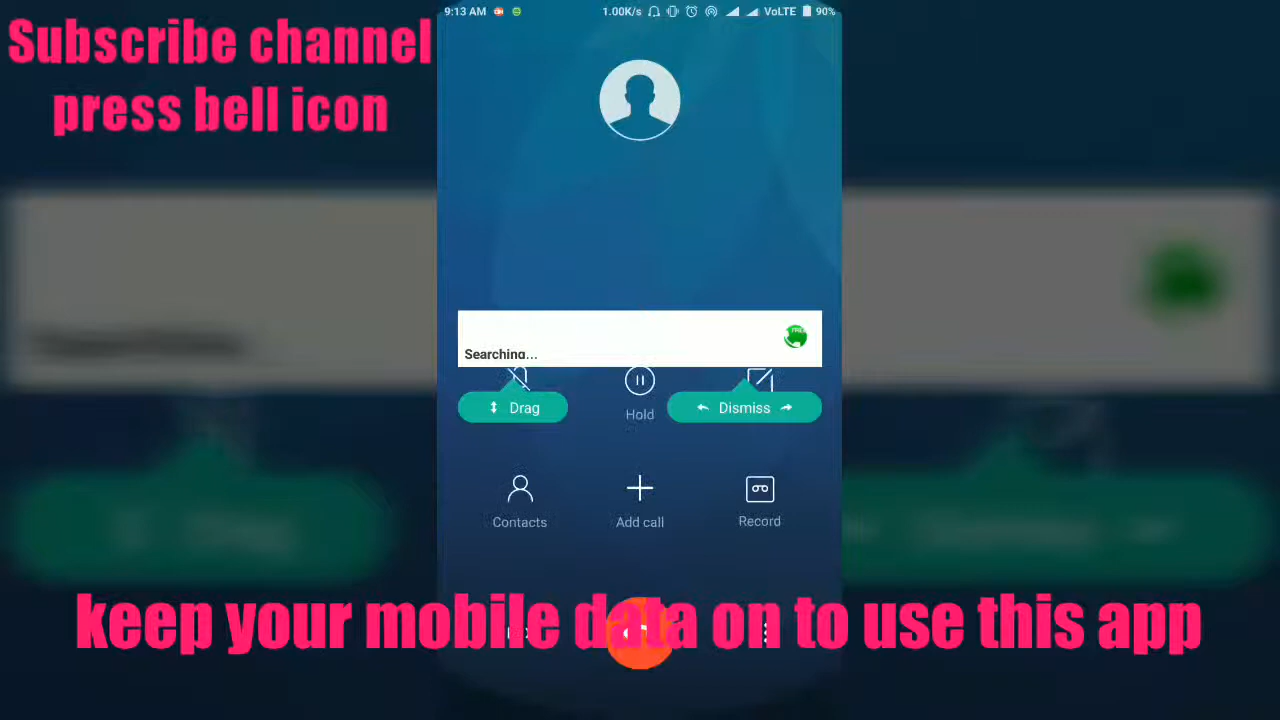 Subscribe channel
press bell icon
9:13 AM 1.00K/s VoLTE 90%
Searching...
Drag
Hold
Dismiss
Contacts
Add call
Record
keep your mobile data on to use this app